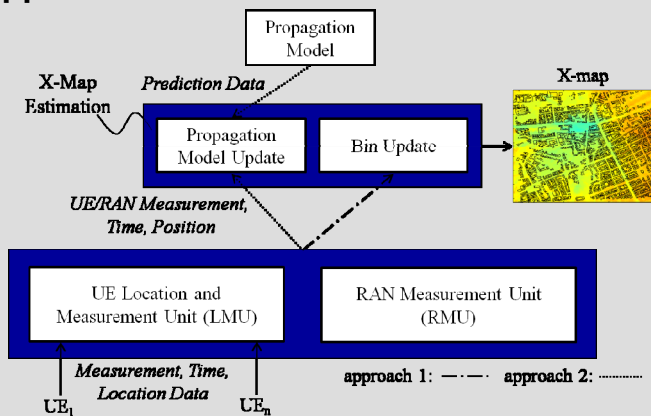 Propagation
Model
X-Map
Estimation
Prediction Data
X-map
Propagation
Model Update
Bin Update
UE/RAN Measurement,
Time, Position
UE Location and
Measurement Unit (LMU)
RAN Measurement Unit
(RMU)
Measurement, Time,
Location Data
approach 1:
approach 2:
UE1
UEn